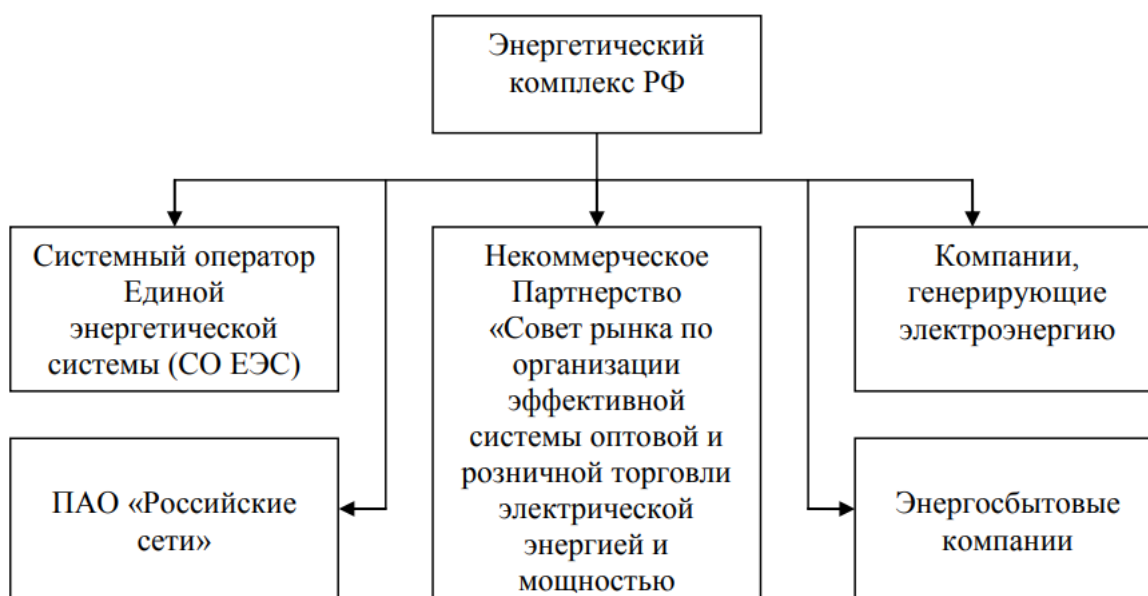 Энергетический
комплекс РФ
Системный оператор
Единой
энергетической
системы (СО ЕЭС)
Некоммерческое
Партнерство
«Совет рынка по
организации
эффективной
системы оптовой и
розничной торговли
электрической
энергией и
мощностью
Компании,
генерирующие
электроэнергию
ПАО «Российские
сети»
Энергосбытовые
компании